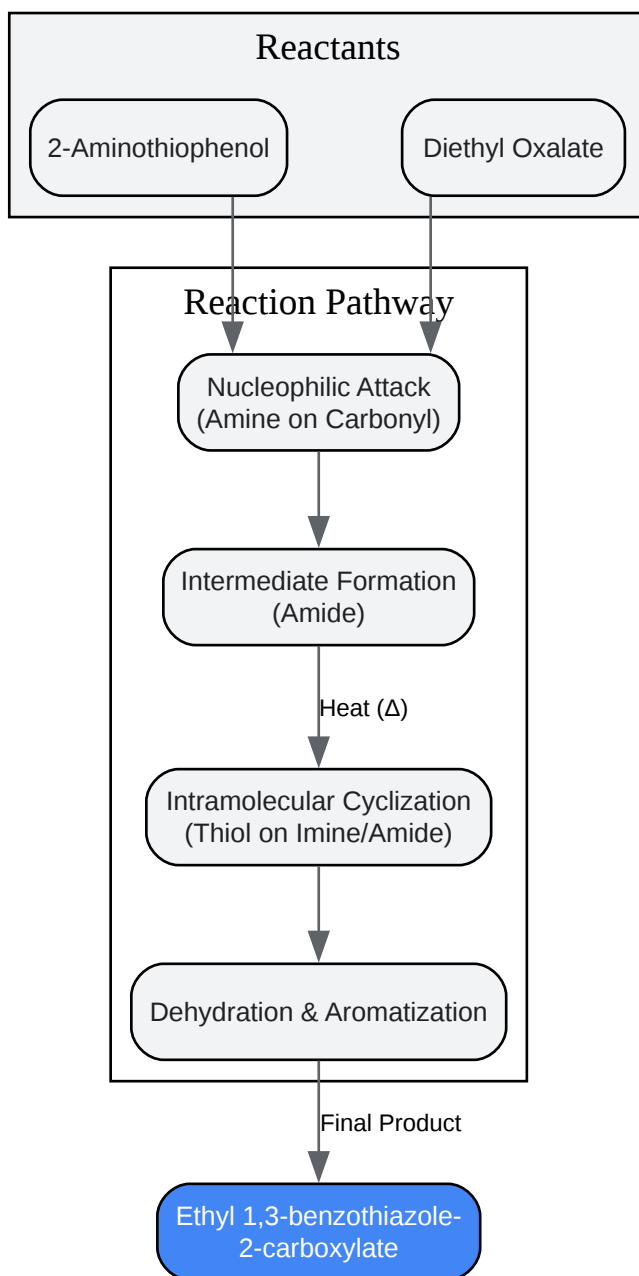 Reactants
2-Aminothiophenol
Diethyl Oxalate
Reaction Pathway
Nucleophilic Attack
(Amine on Carbonyl)
Intermediate Formation
(Amide)
Heat (Δ)
Intramolecular Cyclization
(Thiol on Imine/Amide)
Dehydration & Aromatization
Final Product
Ethyl 1,3-benzothiazole-
2-carboxylate